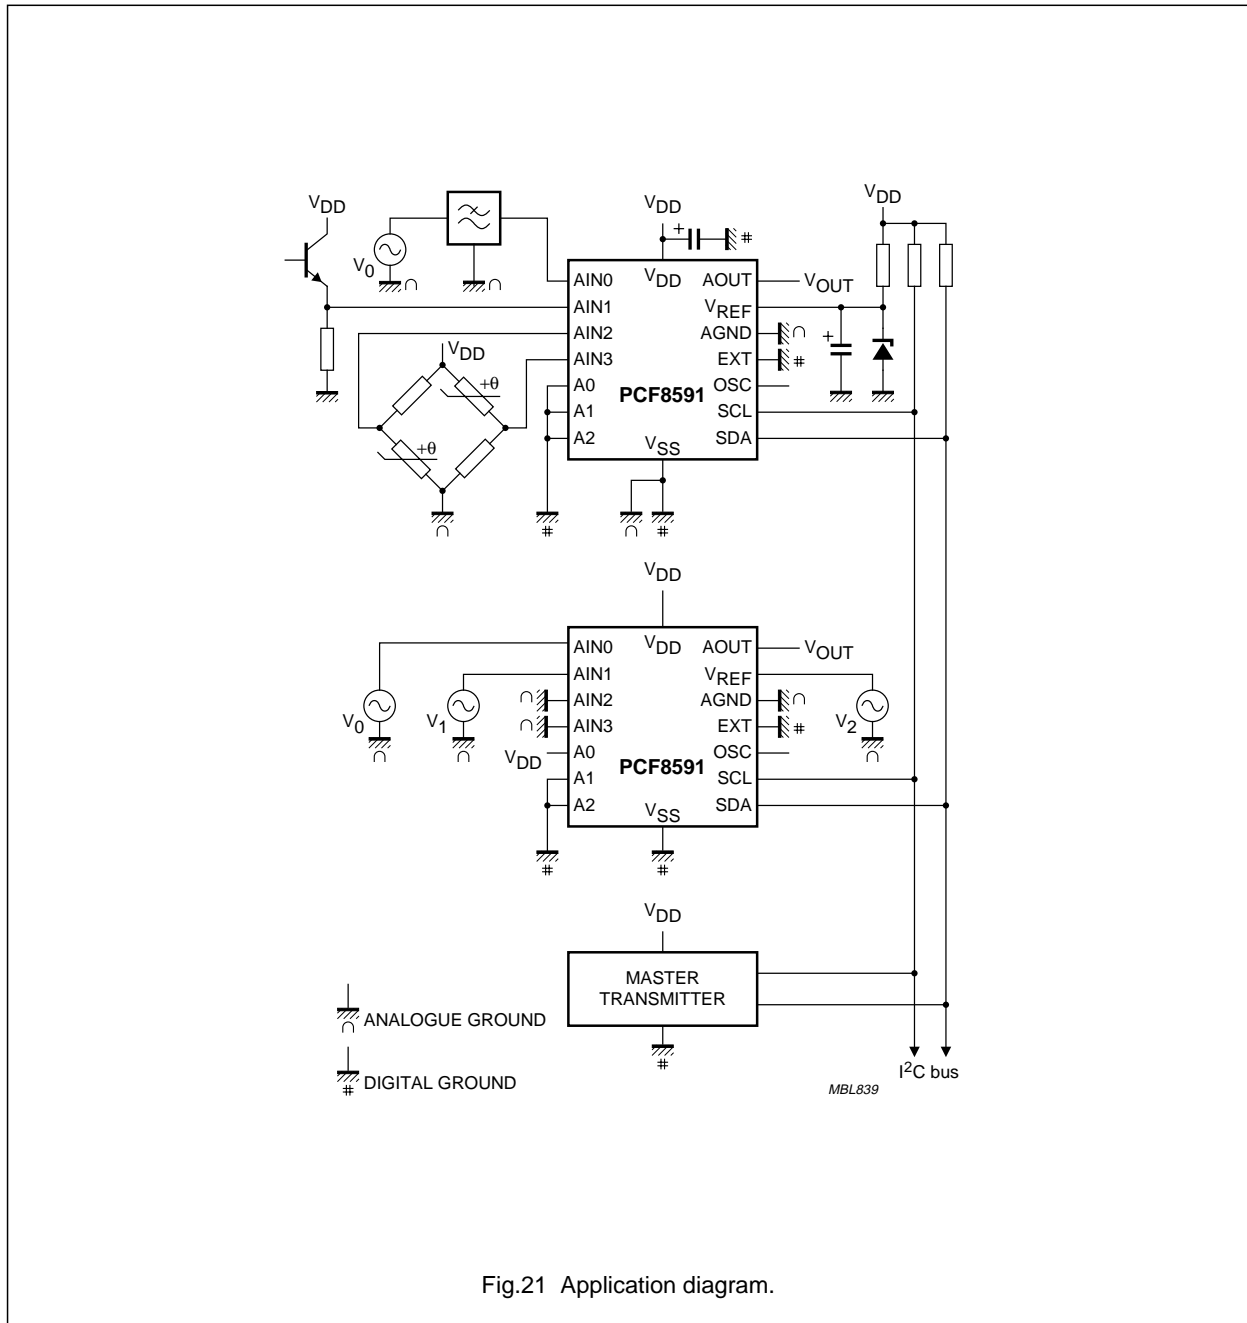 VDD
V0
VDD
VDD
+θ
+θ
VDD
+
#
VDD
AIN0
AIN1
AIN2
AIN3
A0
A1
A2
PCF8591
VSS
AOUT
VREF
AGND
EXT
OSC
SCL
SDA
VOUT
#
+
#
#
VDD
VDD
AIN0
AIN1
AIN2
AIN3
A0
A1
A2
PCF8591
VSS
AOUT
VREF
AGND
EXT
OSC
SCL
SDA
VOUT
#
V0
V1
V2
VDD
#
#
VDD
MASTER
TRANSMITTER
#
ANALOGUE GROUND
# DIGITAL GROUND
I²C bus
MBL839
Fig.21 Application diagram.